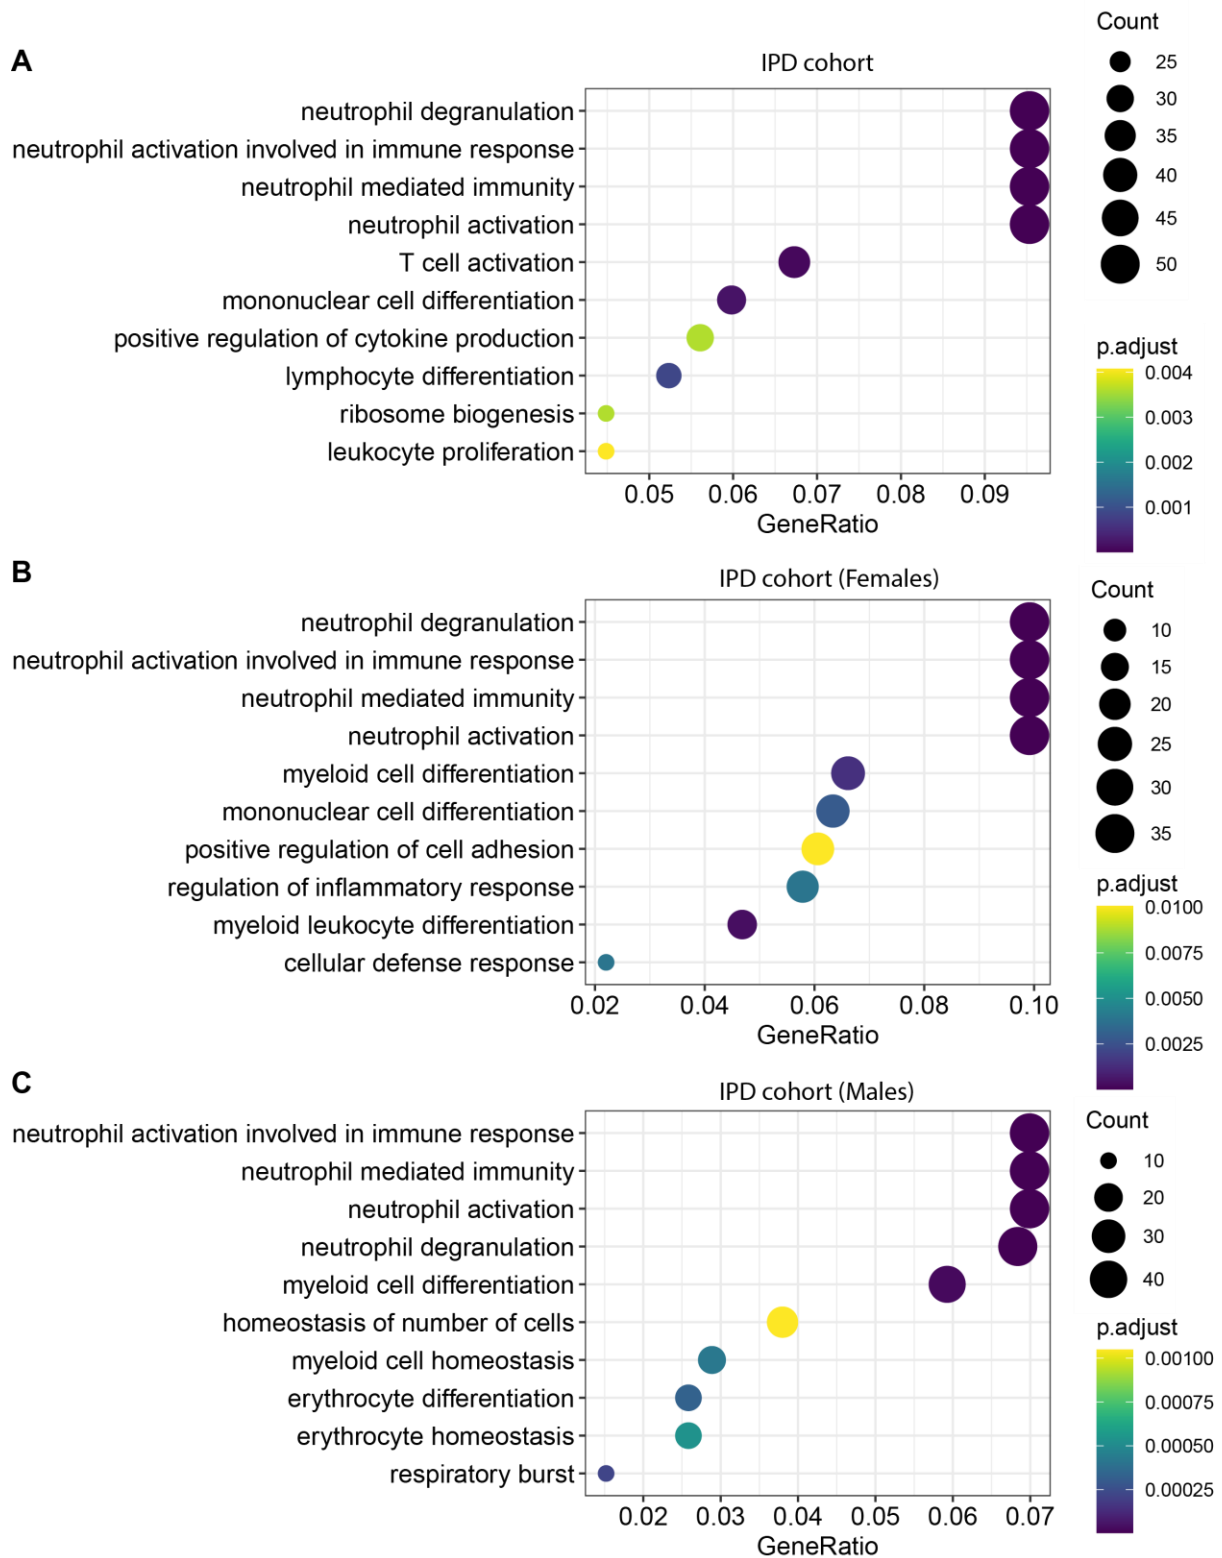 A
IPD cohort
neutrophil degranulation
neutrophil activation involved in immune response
neutrophil mediated immunity
neutrophil activation
T cell activation
mononuclear cell differentiation
positive regulation of cytokine production
lymphocyte differentiation
ribosome biogenesis
leukocyte proliferation
0.05 0.06 0.07 0.08 0.09
GeneRatio
Count
25
30
35
40
45
50
p.adjust
0.004
0.003
0.002
0.001
B
IPD cohort (Females)
neutrophil degranulation
neutrophil activation involved in immune response
neutrophil mediated immunity
neutrophil activation
myeloid cell differentiation
mononuclear cell differentiation
positive regulation of cell adhesion
regulation of inflammatory response
myeloid leukocyte differentiation
cellular defense response
0.02 0.04 0.06 0.08 0.10
GeneRatio
Count
10
15
20
25
30
35
p.adjust
0.0100
0.0075
0.0050
0.0025
C
IPD cohort (Males)
neutrophil activation involved in immune response
neutrophil mediated immunity
neutrophil activation
neutrophil degranulation
myeloid cell differentiation
homeostasis of number of cells
myeloid cell homeostasis
erythrocyte differentiation
erythrocyte homeostasis
respiratory burst
0.02 0.03 0.04 0.05 0.06 0.07
GeneRatio
Count
10
20
30
40
p.adjust
0.00100
0.00075
0.00050
0.00025